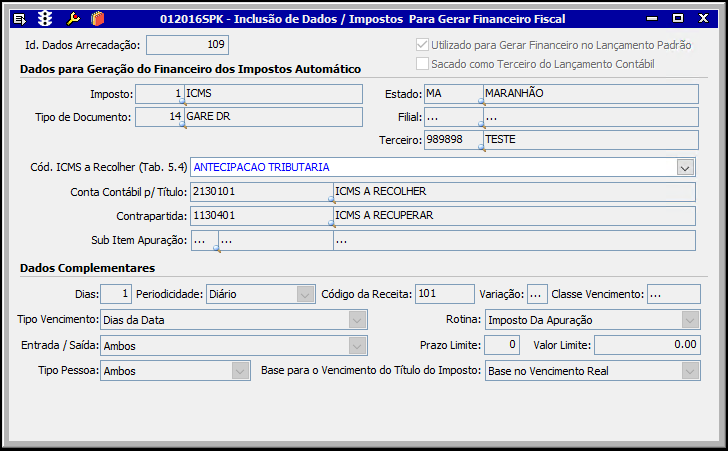 012016SPK - Inclusão de Dados / Impostos Para Gerar Financeiro Fiscal
Id. Dados Arrecadação: 109 Utilizado para Gerar Financeiro no Lançamento Padrão
Sacado como Terceiro do Lançamento Contábil
Dados para Geração do Financeiro dos Impostos Automático
Imposto: 1 ICMS Estado: MA MARANHÃO
Tipo de Documento: 14 GARE DR Filial: ... ...
Terceiro: 989898 TESTE
Cód. ICMS a Recolher (Tab. 5.4) ANTECIPACAO TRIBUTARIA
Conta Contábil p/ Título: 2130101 ICMS A RECOLHER
Contrapartida: 1130401 ICMS A RECUPERAR
Sub Item Apuração: ... ... ...
Dados Complementares
Dias: 1 Periodicidade: Diário Código da Receita: 101 Variação: ... Classe Vencimento: ...
Tipo Vencimento: Dias da Data Rotina: Imposto Da Apuração
Entrada / Saída: Ambos Prazo Limite: 0 Valor Limite: 0.00
Tipo Pessoa: Ambos Base para o Vencimento do Título do Imposto: Base no Vencimento Real